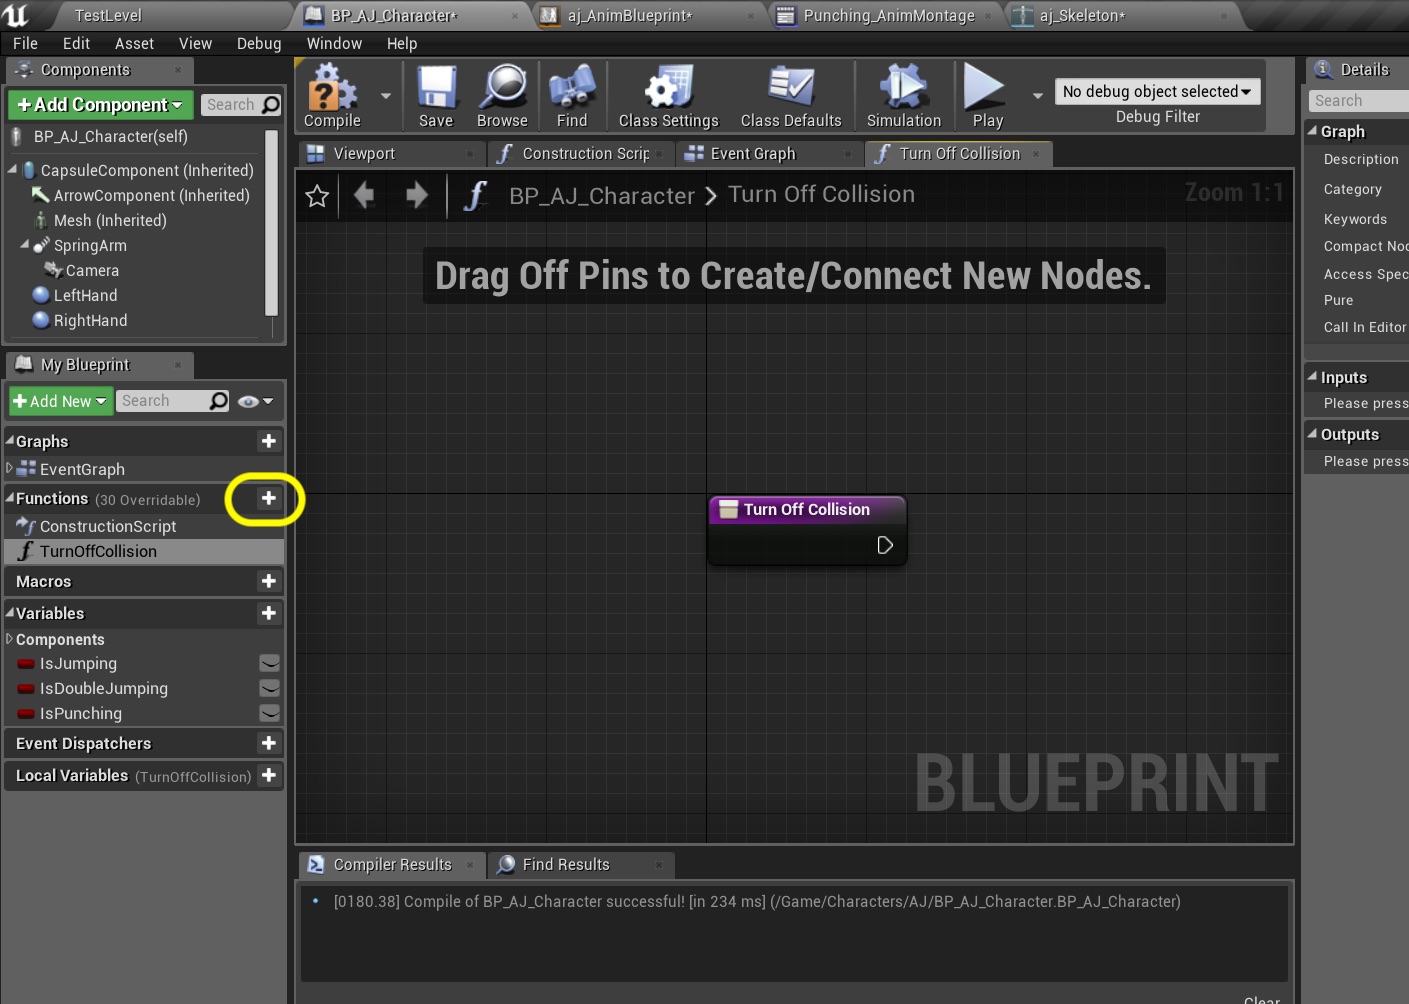 TestLevel
BP_AJ_Character*
aj_AnimBlueprint*
Punching_AnimMontage
aj_Skeleton*
File Edit Asset View Debug Window Help
Components
+Add Component
Search
BP_AJ_Character(self)
CapsuleComponent (Inherited)
ArrowComponent (Inherited)
Mesh (Inherited)
SpringArm
Camera
LeftHand
RightHand
My Blueprint
+Add New
Search
Graphs
EventGraph
Functions (30 Overridable)
ConstructionScript
TurnOffCollision
Macros
Variables
Components
IsJumping
IsDoubleJumping
IsPunching
Event Dispatchers
Local Variables (TurnOffCollision)
Compile
Save
Browse
Find
Class Settings
Class Defaults
Simulation
Play
No debug object selected
Debug Filter
Viewport
Construction Scrip
Event Graph
Turn Off Collision
BP_AJ_Character > Turn Off Collision
Zoom 1:1
Drag Off Pins to Create/Connect New Nodes.
Turn Off Collision
BLUEPRINT
Compiler Results
Find Results
[0180.38] Compile of BP_AJ_Character successful! [in 234 ms] (/Game/Characters/AJ/BP_AJ_Character.BP_AJ_Character)
Clear
Details
Search
Graph
Description
Category
Keywords
Compact Noo
Access Spec
Pure
Call In Editor
Inputs
Please press
Outputs
Please press